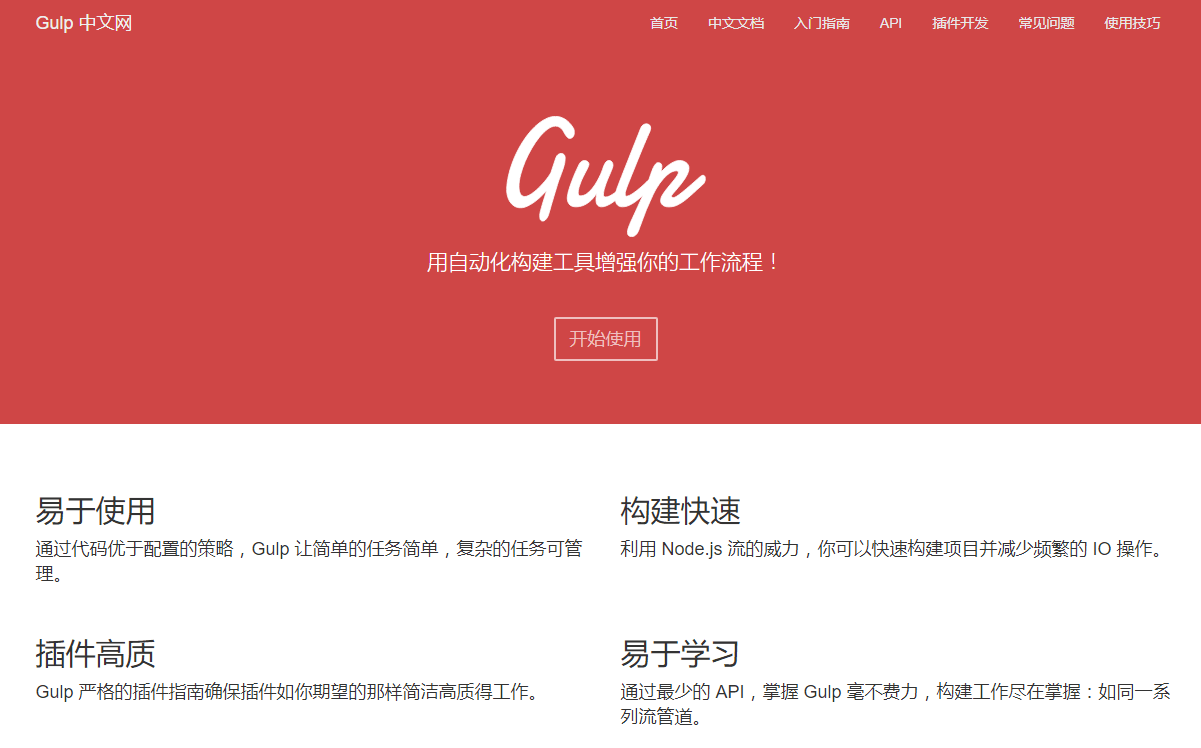 Gulp 中文网
首页 中文文档 入门指南 API 插件开发 常见问题 使用技巧
Gulp
用自动化构建工具增强你的工作流程！
开始使用
易于使用
通过代码优于配置的策略，Gulp 让简单的任务简单，复杂的任务可管
理。
构建快速
利用 Node.js 流的威力，你可以快速构建项目并减少频繁的 IO 操作。
插件高质
Gulp 严格的插件指南确保插件如你期望的那样简洁高质得工作。
易于学习
通过最少的 API，掌握 Gulp 毫不费力，构建工作尽在掌握：如同一系
列流管道。